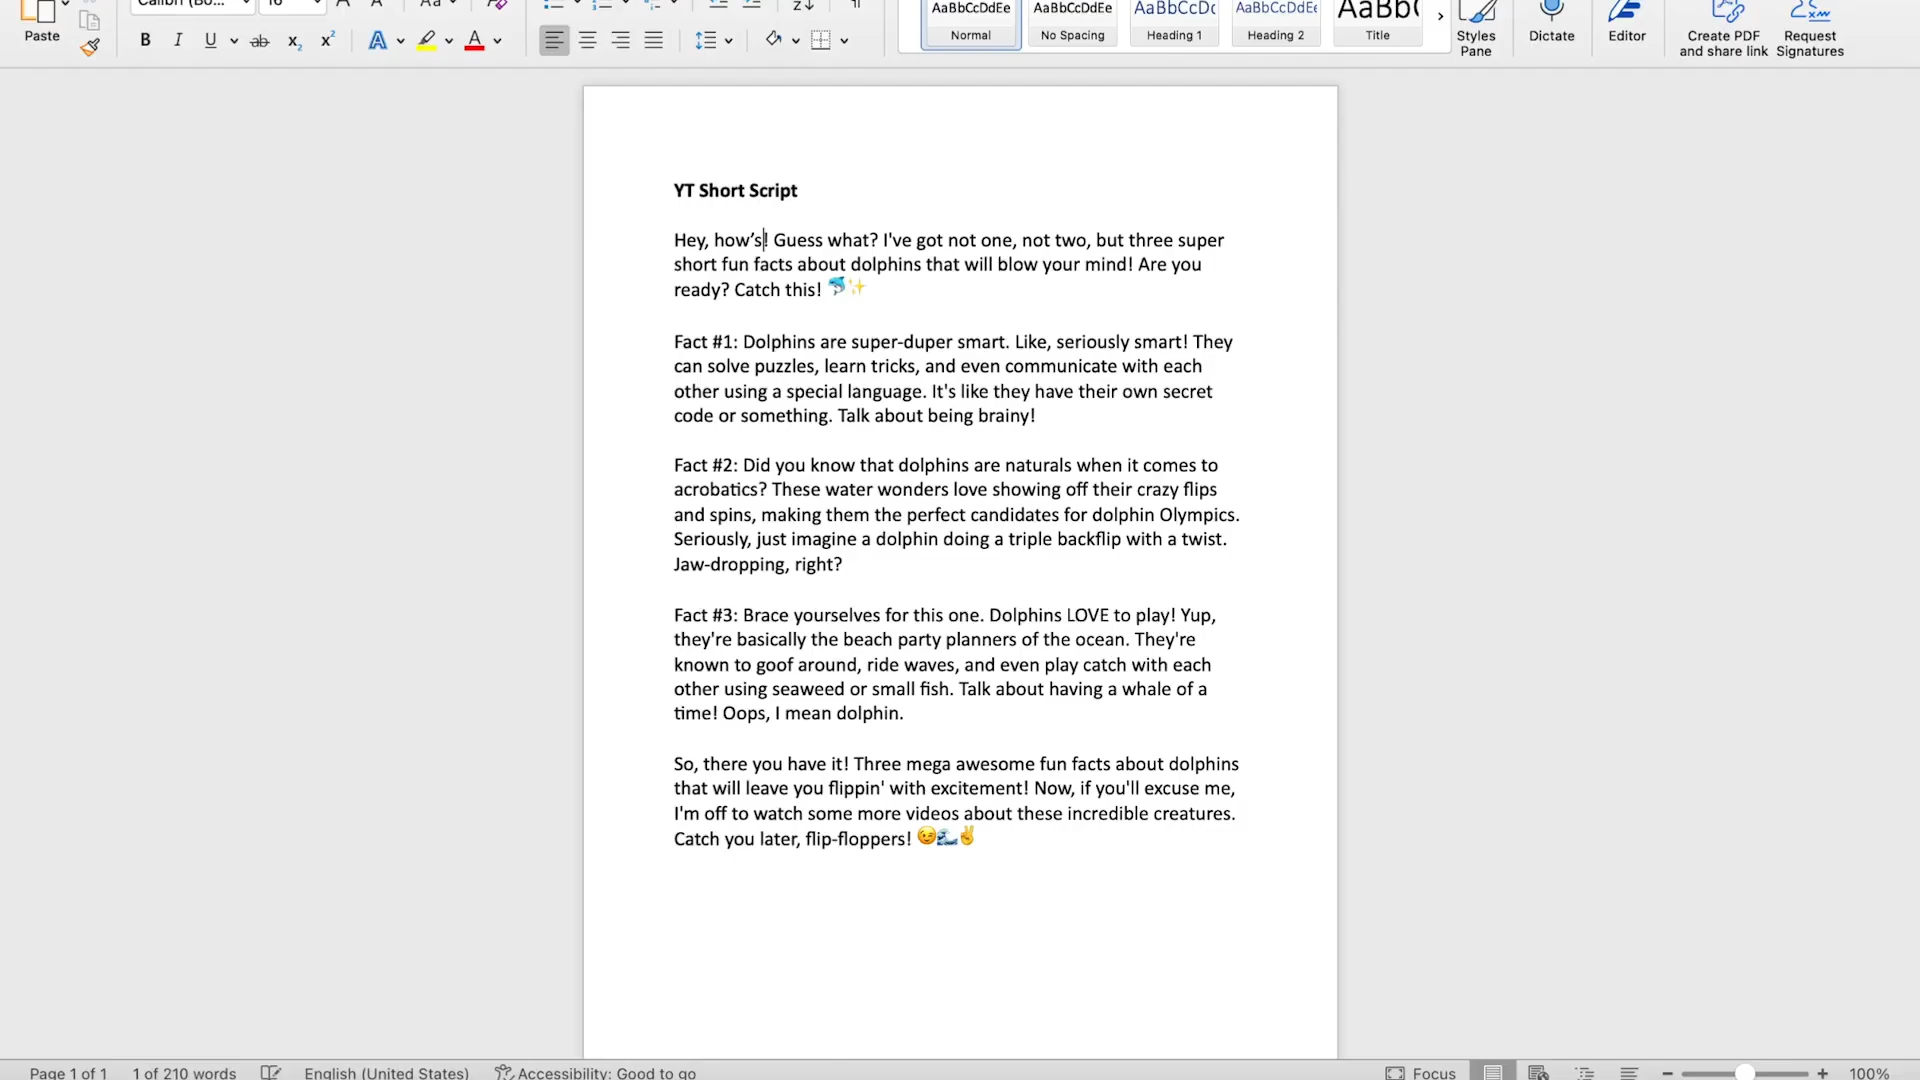 Calibri (Bo... 16 Aa
Paste
B I U ab x₂ x² A A
AaBbCcDdEe AaBbCcDdEe AaBbCcDc AaBbCcDdEe AaBb(
Normal No Spacing Heading 1 Heading 2 Title
Styles Pane Dictate Editor Create PDF and share link Request Signatures
YT Short Script
Hey, how’s! Guess what? I've got not one, not two, but three super
short fun facts about dolphins that will blow your mind! Are you
ready? Catch this! 🐬✨
Fact #1: Dolphins are super-duper smart. Like, seriously smart! They
can solve puzzles, learn tricks, and even communicate with each
other using a special language. It's like they have their own secret
code or something. Talk about being brainy!
Fact #2: Did you know that dolphins are naturals when it comes to
acrobatics? These water wonders love showing off their crazy flips
and spins, making them the perfect candidates for dolphin Olympics.
Seriously, just imagine a dolphin doing a triple backflip with a twist.
Jaw-dropping, right?
Fact #3: Brace yourselves for this one. Dolphins LOVE to play! Yup,
they're basically the beach party planners of the ocean. They're
known to goof around, ride waves, and even play catch with each
other using seaweed or small fish. Talk about having a whale of a
time! Oops, I mean dolphin.
So, there you have it! Three mega awesome fun facts about dolphins
that will leave you flippin' with excitement! Now, if you'll excuse me,
I'm off to watch some more videos about these incredible creatures.
Catch you later, flip-floppers! 😉🌊✌️
Page 1 of 1 1 of 210 words English (United States) Accessibility: Good to go Focus 100%